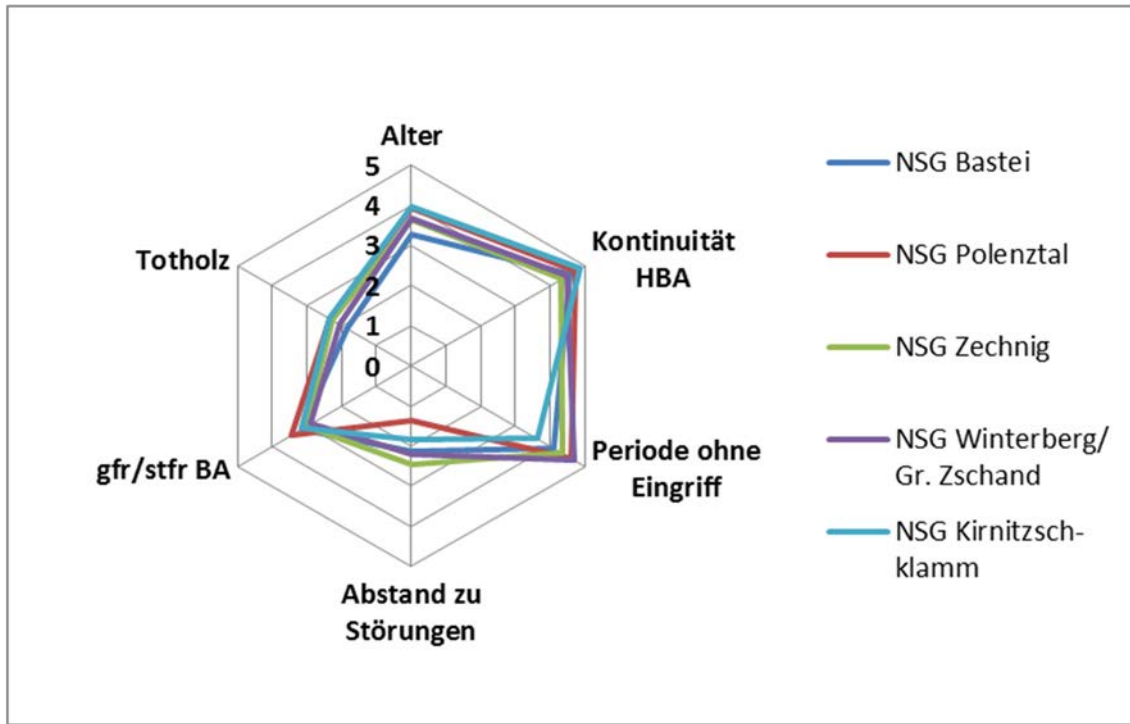 Alter
5
4
3
2
1
0
Kontinuität
HBA
Periode ohne
Eingriff
Abstand zu
Störungen
gfr/stfr BA
Totholz
NSG Bastei
NSG Polenztal
NSG Zechnig
NSG Winterberg/
Gr. Zschand
NSG Kirnitzsch-
klamm